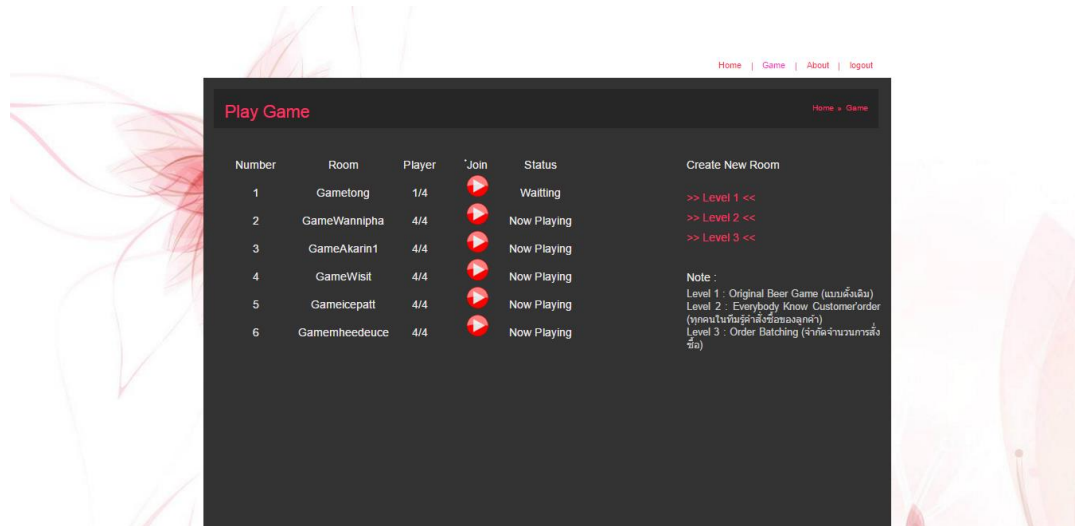 Home | Game | About | logout
Play Game
Home » Game
Number Room Player *Join Status
1 Gametong 1/4 Waitting
2 GameWannipha 4/4 Now Playing
3 GameAkarin1 4/4 Now Playing
4 GameWisit 4/4 Now Playing
5 Gameicepatt 4/4 Now Playing
6 Gamemheedeuce 4/4 Now Playing
Create New Room
>> Level 1 <<
>> Level 2 <<
>> Level 3 <<
Note :
Level 1 : Original Beer Game (แบบดั้งเดิม)
Level 2 : Everybody Know Customer'order
(ทุกคนในทีมรู้คำสั่งซื้อของลูกค้า)
Level 3 : Order Batching (จำกัดจำนวนการสั่ง
ซื้อ)